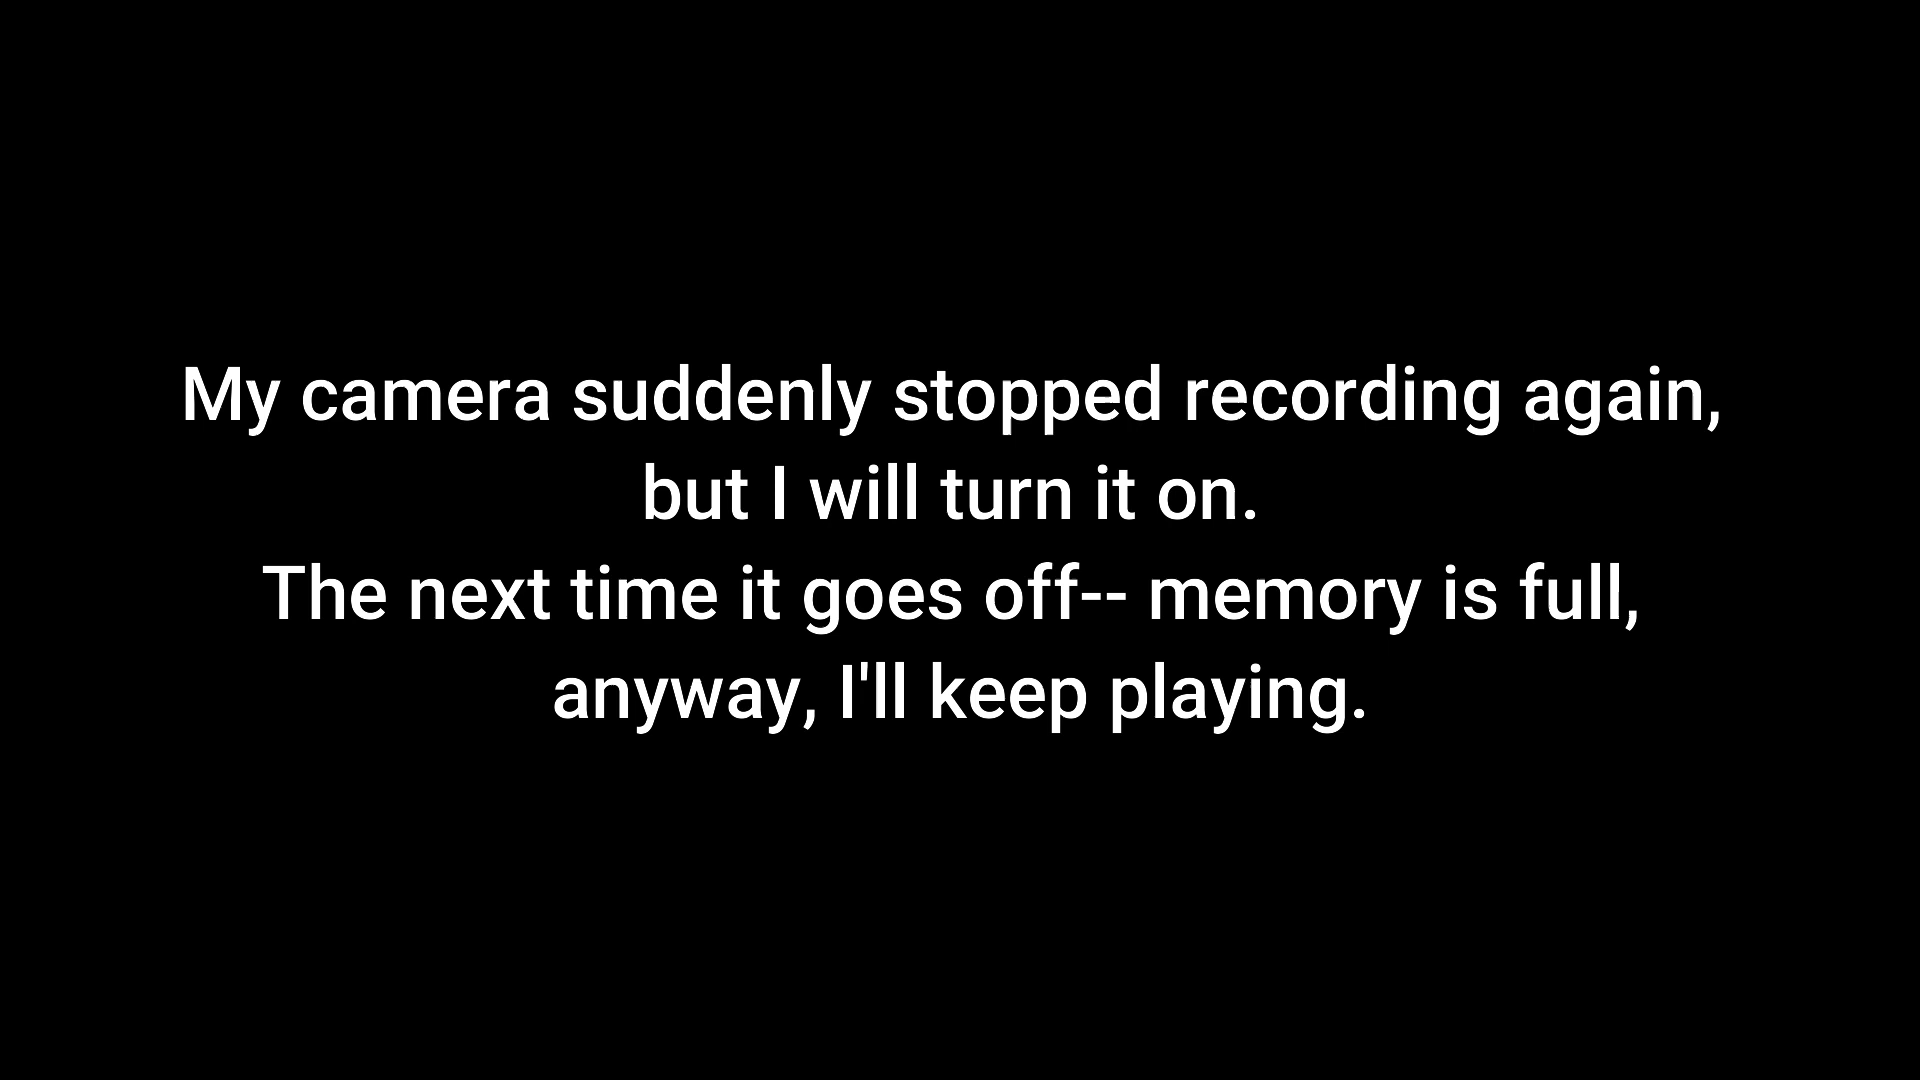 My camera suddenly stopped recording again,
but I will turn it on.
The next time it goes off-- memory is full,
anyway, I'll keep playing.